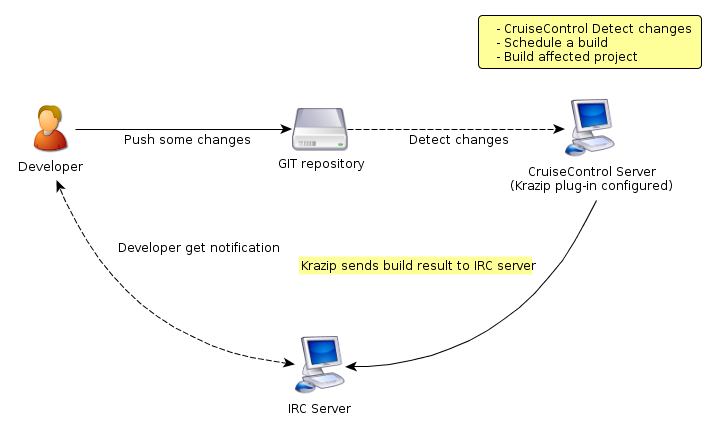 - CruiseControl Detect changes
- Schedule a build
- Build affected project
Push some changes
Detect changes
Developer
GIT repository
CruiseControl Server
(Krazip plug-in configured)
Developer get notification
Krazip sends build result to IRC server
IRC Server